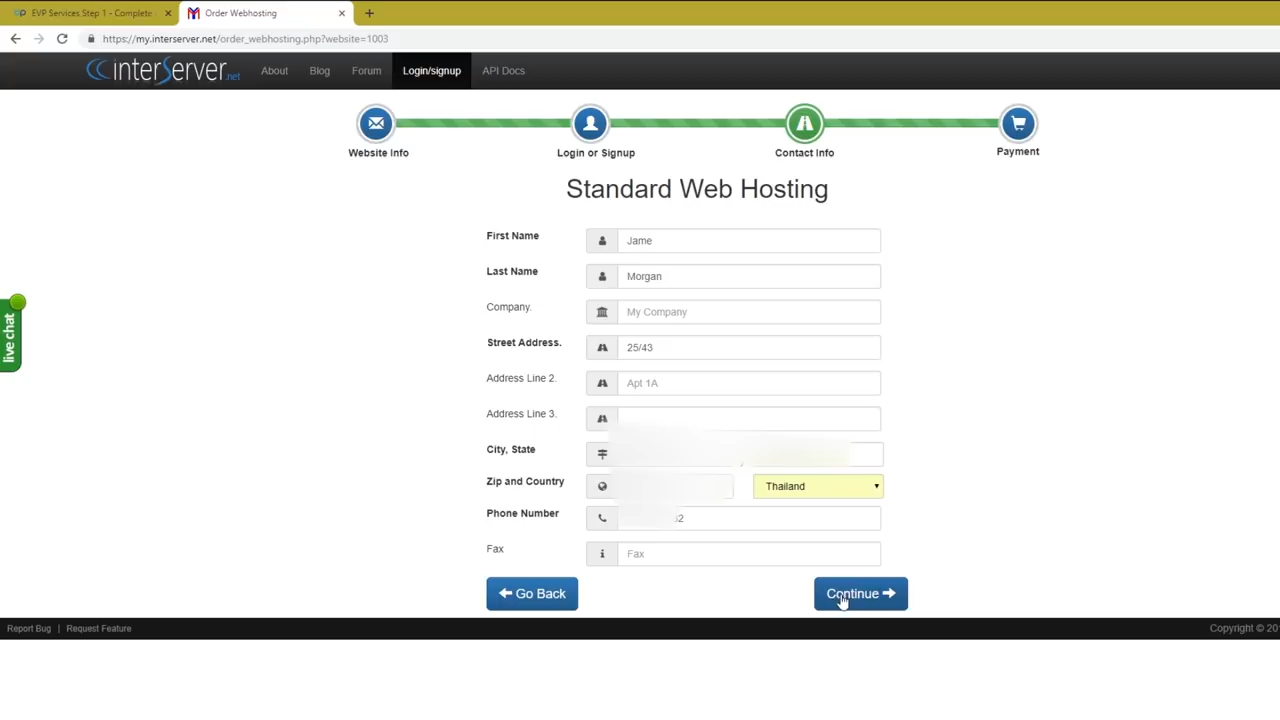 EVP Services Step 1 - Complete
Order Webhosting
https://my.interserver.net/order_webhosting.php?website=1003
interServer.net About Blog Forum Login/signup API Docs
Website Info Login or Signup Contact Info Payment
Standard Web Hosting
First Name Jame
Last Name Morgan
Company. My Company
Street Address. 25/43
Address Line 2. Apt 1A
Address Line 3.
City, State ,
Zip and Country Thailand
Phone Number 2
Fax Fax
Go Back Continue
live chat
Report Bug | Request Feature Copyright © 20